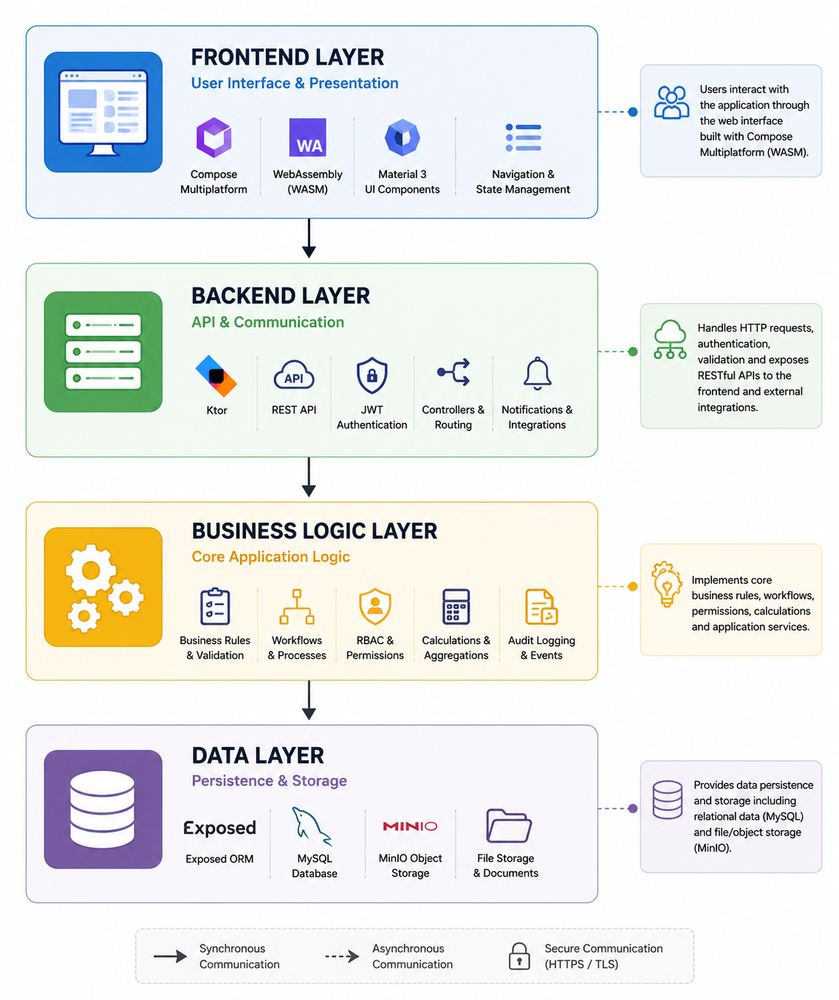 FRONTEND LAYER
User Interface & Presentation
WA
Compose
Multiplatform
WebAssembly
(WASM)
Material 3
UI Components
Navigation &
State Management
Users interact with
the application through
the web interface
built with Compose
Multiplatform (WASM).
BACKEND LAYER
API & Communication
API
Ktor
REST API
JWT
Authentication
Controllers &
Routing
Notifications &
Integrations
Handles HTTP requests,
authentication,
validation and exposes
RESTful APIs to the
frontend and external
integrations.
BUSINESS LOGIC LAYER
Core Application Logic
Business Rules
& Validation
Workflows
& Processes
RBAC &
Permissions
Calculations &
Aggregations
Audit Logging
& Events
Implements core
business rules, workflows,
permissions, calculations
and application services.
DATA LAYER
Persistence & Storage
Exposed
Exposed ORM
MySQL
Database
MINIO
MinIO Object
Storage
File Storage
& Documents
Provides data persistence
and storage including
relational data (MySQL)
and file/object storage
(MinIO).
Synchronous
Communication
Asynchronous
Communication
Secure Communication
(HTTPS / TLS)